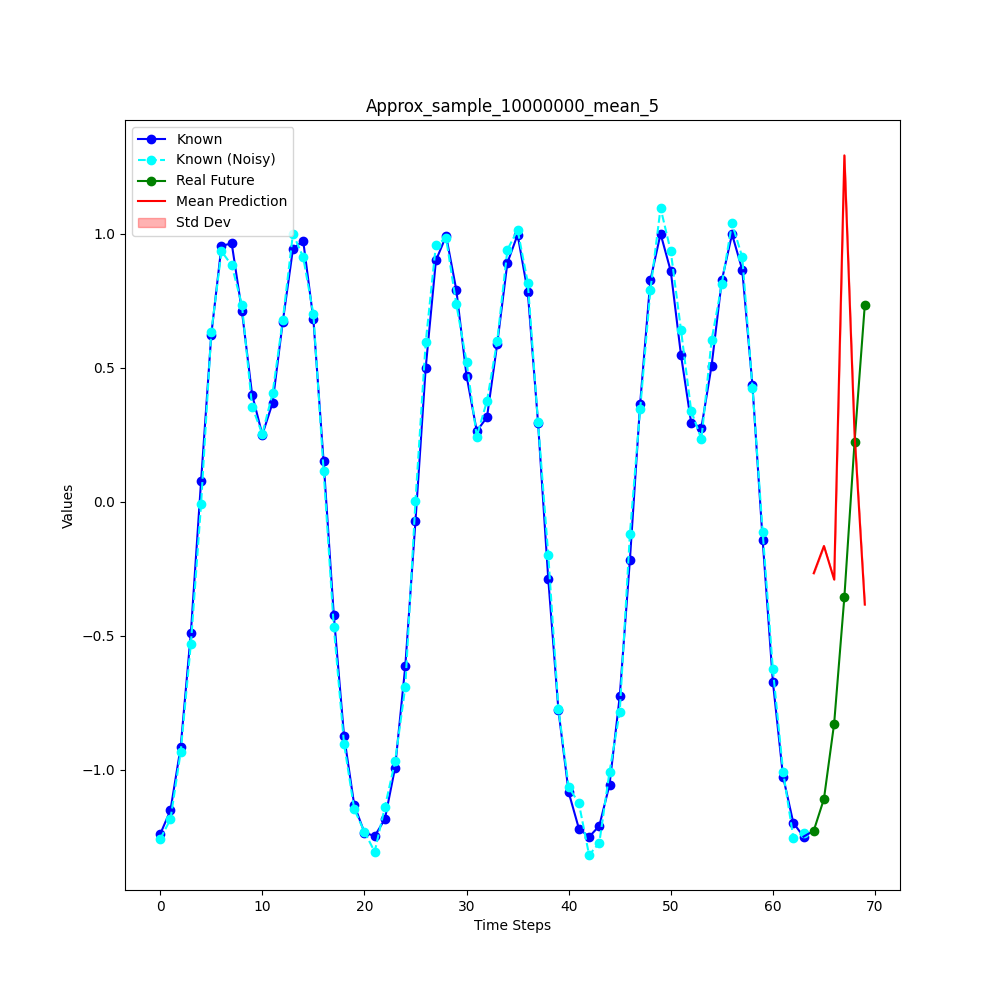 Approx_sample_10000000_mean_5
Known
Known (Noisy)
Real Future
Mean Prediction
Std Dev
1.0
0.5
0.0
−0.5
−1.0
Values
0 10 20 30 40 50 60 70
Time Steps